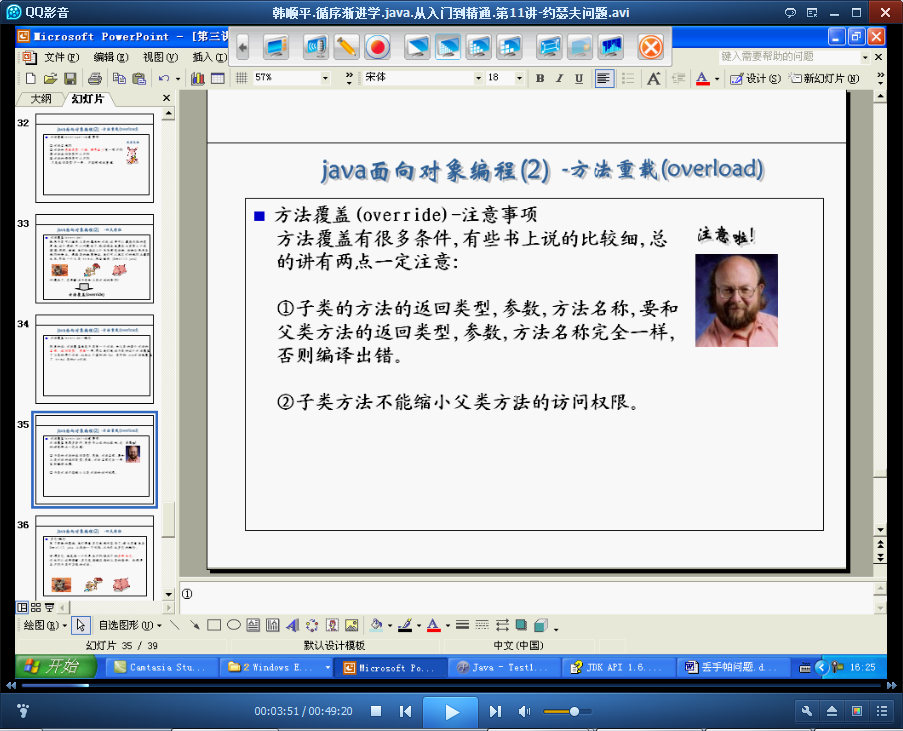 QQ影音
韩顺平.循序渐进学.java.从入门到精通.第11讲-约瑟夫问题.avi
Microsoft PowerPoint - [第三讲
文件(F) 编辑(E) 视图(V) 插入(I)
键入需要帮助的问题
57% 宋体 18 B I U A A 设计(S) 新幻灯片(N)
大纲 幻灯片
32
33
34
35
36
java面向对象编程(2) -方法重载(overload)
方法覆盖(override)-注意事项
方法覆盖有很多条件,有些书上说的比较细,总
的讲有两点一定注意:
注意啦!
①子类的方法的返回类型,参数,方法名称,要和
父类方法的返回类型,参数,方法名称完全一样,
否则编译出错。
②子类方法不能缩小父类方法的访问权限。
①
绘图(R) 自选图形(U)
幻灯片 35 / 39 默认设计模板 中文(中国)
开始 Camtasia Stu... 2 Windows E... Microsoft Po... Java - Test1... JDK API 1.6.... 丢手帕问题.d... 16:25
00:03:51 / 00:49:20